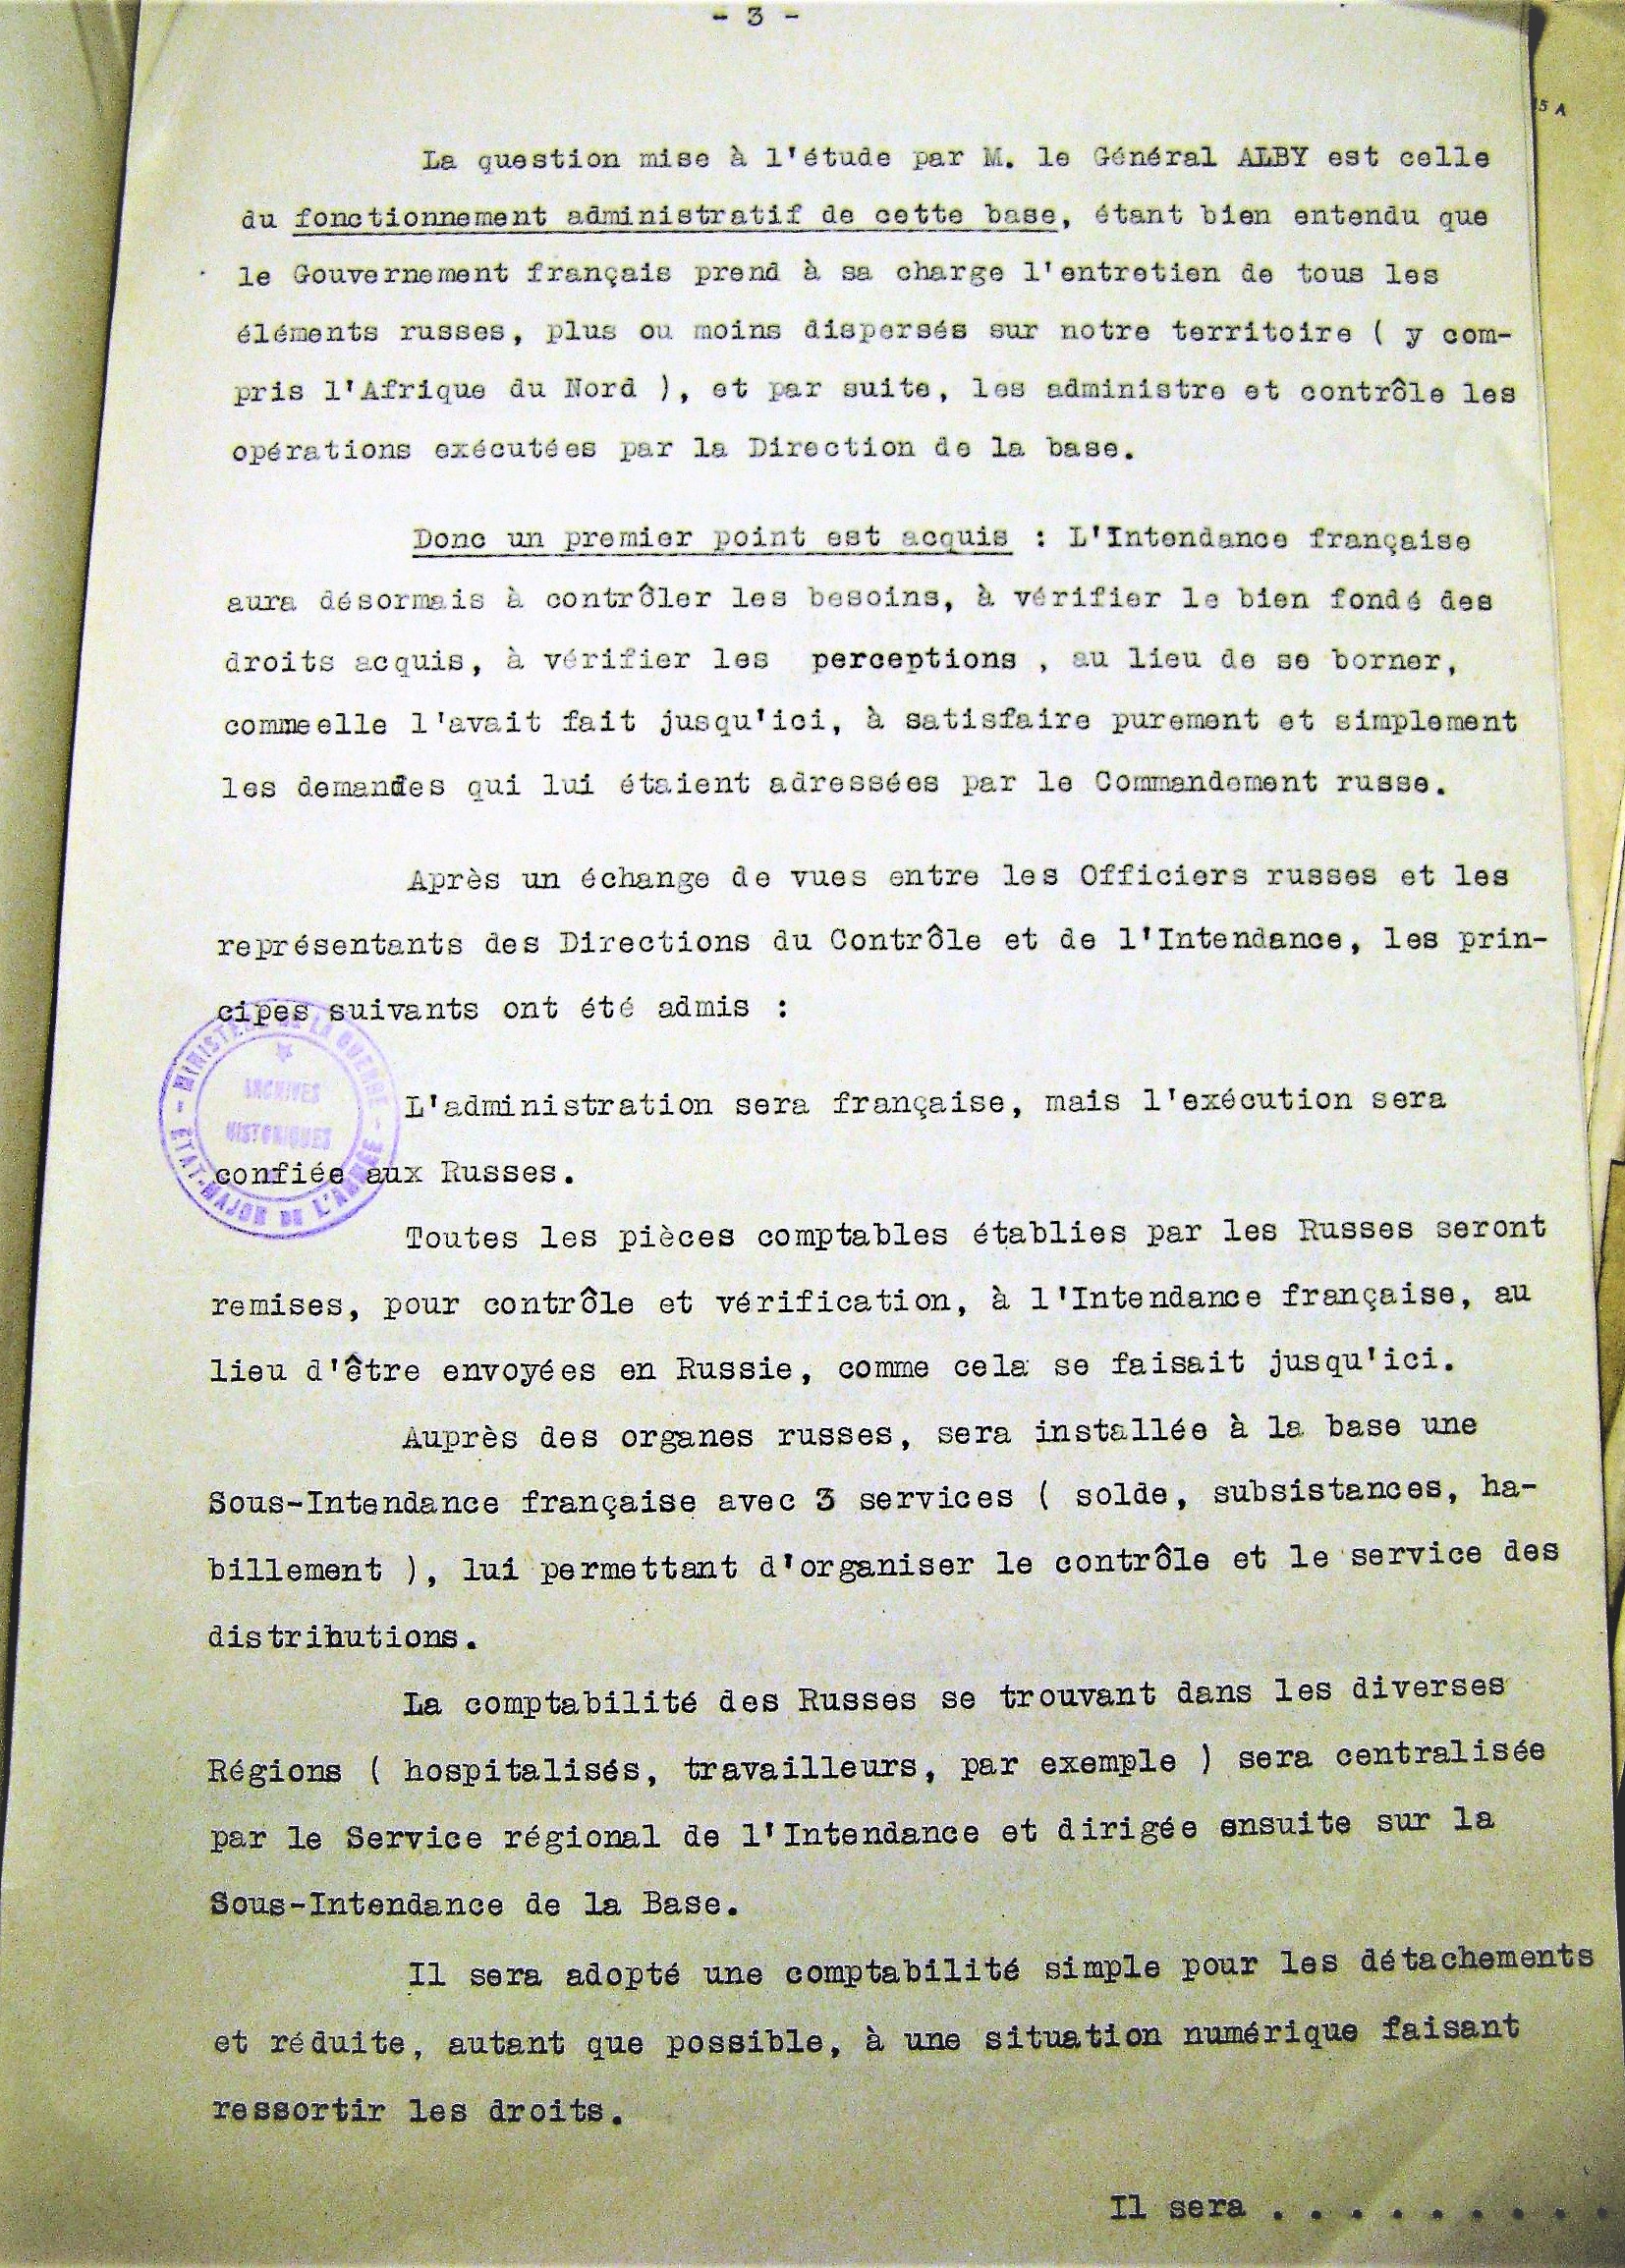 - 3 -
15 A
La question mise à l'étude par M. le Général ALBY est celle
du fonctionnement administratif de cette base, étant bien entendu que
le Gouvernement français prend à sa charge l'entretien de tous les
éléments russes, plus ou moins dispersés sur notre territoire ( y com-
pris l'Afrique du Nord ), et par suite, les administre et contrôle les
opérations exécutées par la Direction de la base.
Donc un premier point est acquis : L'Intendance française
aura désormais à contrôler les besoins, à vérifier le bien fondé des
droits acquis, à vérifier les perceptions , au lieu de se borner,
commeelle l'avait fait jusqu'ici, à satisfaire purement et simplement
les demandes qui lui étaient adressées par le Commandement russe.
Après un échange de vues entre les Officiers russes et les
représentants des Directions du Contrôle et de l'Intendance, les prin-
cipes suivants ont été admis :
MINISTÈRE DE LA GUERRE
ARCHIVES
HISTORIQUES
ÉTAT-MAJOR DE L'ARMÉE
L'administration sera française, mais l'exécution sera
confiée aux Russes.
Toutes les pièces comptables établies par les Russes seront
remises, pour contrôle et vérification, à l'Intendance française, au
lieu d'être envoyées en Russie, comme cela se faisait jusqu'ici.
Auprès des organes russes, sera installée à la base une
Sous-Intendance française avec 3 services ( solde, subsistances, ha-
billement ), lui permettant d'organiser le contrôle et le service des
distributions.
La comptabilité des Russes se trouvant dans les diverses
Régions ( hospitalisés, travailleurs, par exemple ) sera centralisée
par le Service régional de l'Intendance et dirigée ensuite sur la
Sous-Intendance de la Base.
Il sera adopté une comptabilité simple pour les détachements
et réduite, autant que possible, à une situation numérique faisant
ressortir les droits.
Il sera . . . . . . . . .